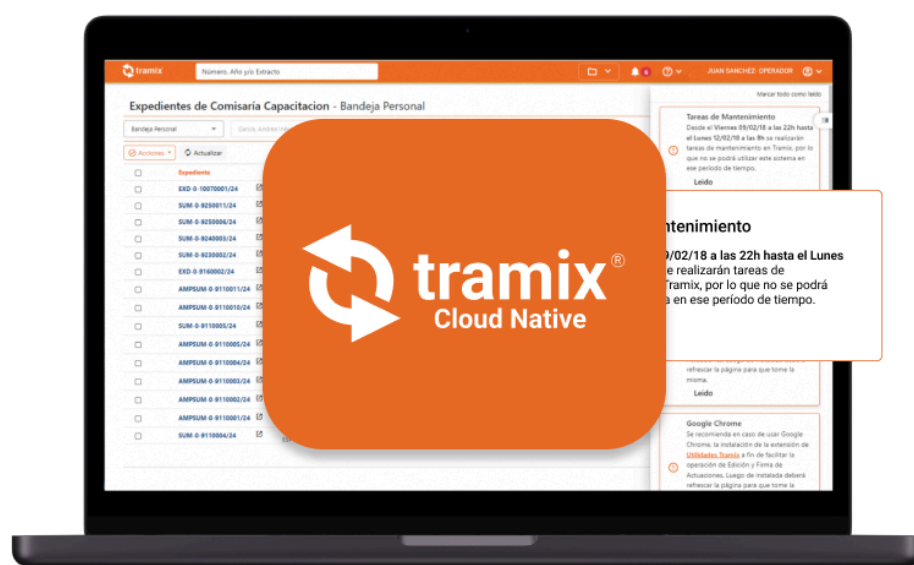 tramix
Número, Año y/o Extracto
6
JUAN SANCHEZ- OPERADOR
Marcar todo como leído
Expedientes de Comisaría Capacitacion - Bandeja Personal
Bandeja Personal
Acciones
Actualizar
Expediente
EXD-0-10070001/24
SUM-0-9250011/24
SUM-0-9250006/24
SUM-0-9240003/24
SUM-0-9230002/24
EXD-0-9160002/24
AMPSUM-0-9110011/24
AMPSUM-0-9110010/24
SUM-0-9110005/24
AMPSUM-0-9110005/24
AMPSUM-0-9110004/24
AMPSUM-0-9110003/24
AMPSUM-0-9110002/24
AMPSUM-0-9110001/24
SUM-0-9110004/24
tramix®
Cloud Native
Tareas de Mantenimiento
Desde el Viernes 09/02/18 a las 22h hasta
el Lunes 12/02/18 a las 8h se realizarán
tareas de mantenimiento en Tramix, por lo
que no se podrá utilizar este sistema en
ese período de tiempo.
Leído
ntenimiento
9/02/18 a las 22h hasta el Lunes
e realizarán tareas de
Tramix, por lo que no se podrá
a en ese período de tiempo.
refrescar la página para que tome la
misma.
Leído
Google Chrome
Se recomienda en caso de usar Google
Chrome, la instalación de la extensión de
Utilidades Tramix a fin de facilitar la
operación de Edición y Firma de
Actuaciones. Luego de instalada deberá
refrescar la página para que tome la